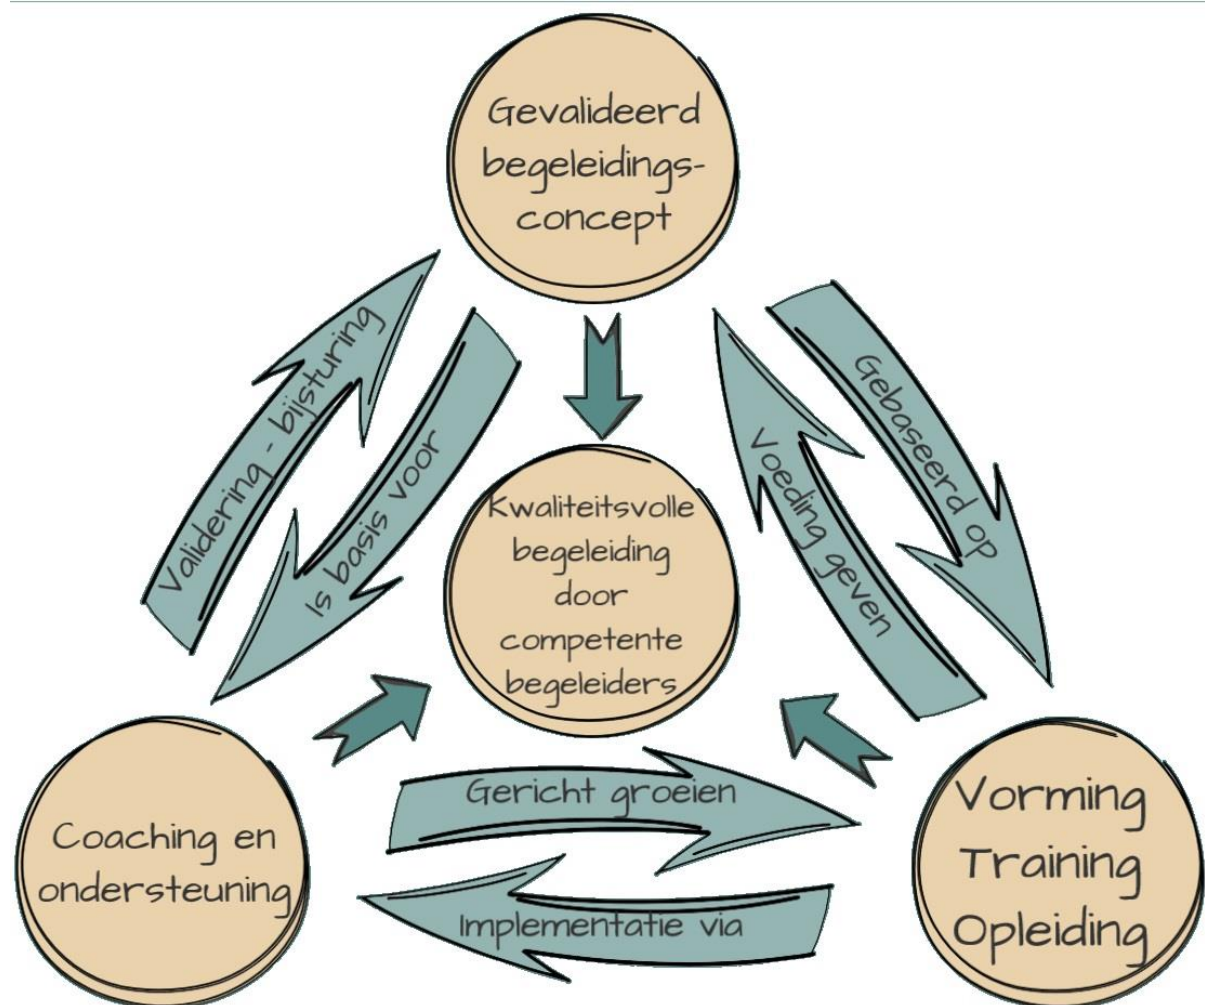 Gevalideerd
begeleidings-
concept
Validering - bijsturing
Is basis voor
Voeding geven
Gebaseerd op
Kwaliteitsvolle
begeleiding
door
competente
begeleiders
Coaching en
ondersteuning
Gericht groeien
Implementatie via
Vorming
Training
Opleiding